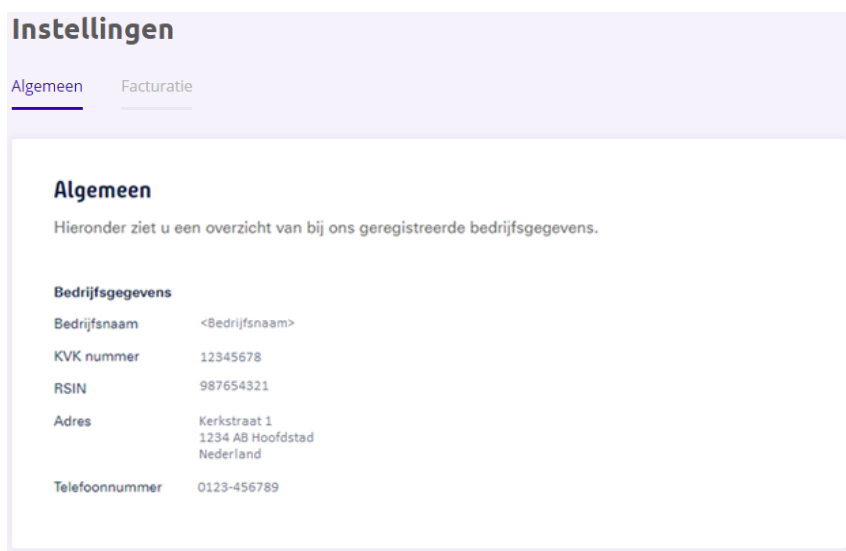 Instellingen
Algemeen Facturatie
Algemeen
Hieronder ziet u een overzicht van bij ons geregistreerde bedrijfsgegevens.
Bedrijfsgegevens
Bedrijfsnaam <Bedrijfsnaam>
KVK nummer 12345678
RSIN 987654321
Adres Kerkstraat 1
1234 AB Hoofdstad
Nederland
Telefoonnummer 0123-456789